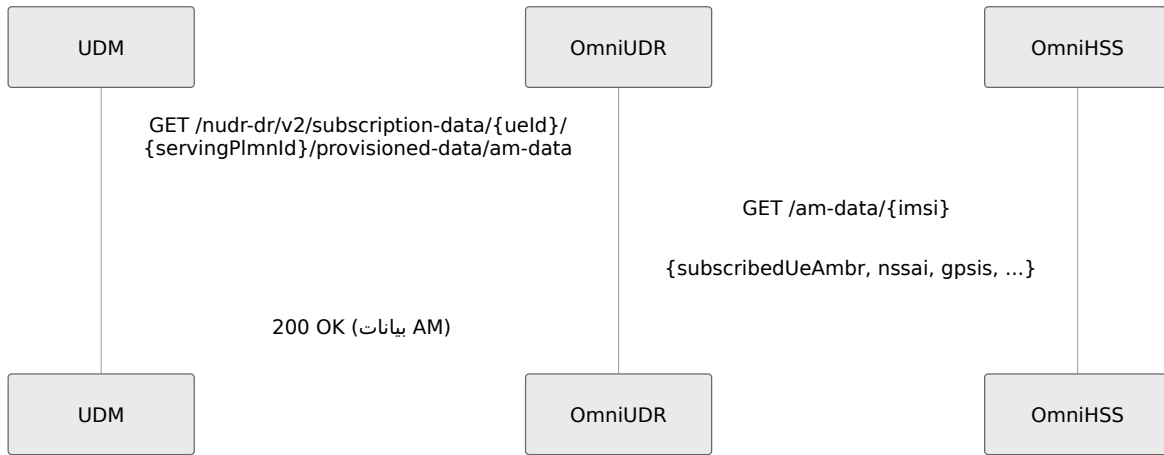 UDM
OmniUDR
OmniHSS
GET /nudr-dr/v2/subscription-data/{ueId}/
{servingPlmnId}/provisioned-data/am-data
GET /am-data/{imsi}
{subscribedUeAmbr, nssai, gpsis, …}
200 OK (بيانات AM)
UDM
OmniUDR
OmniHSS